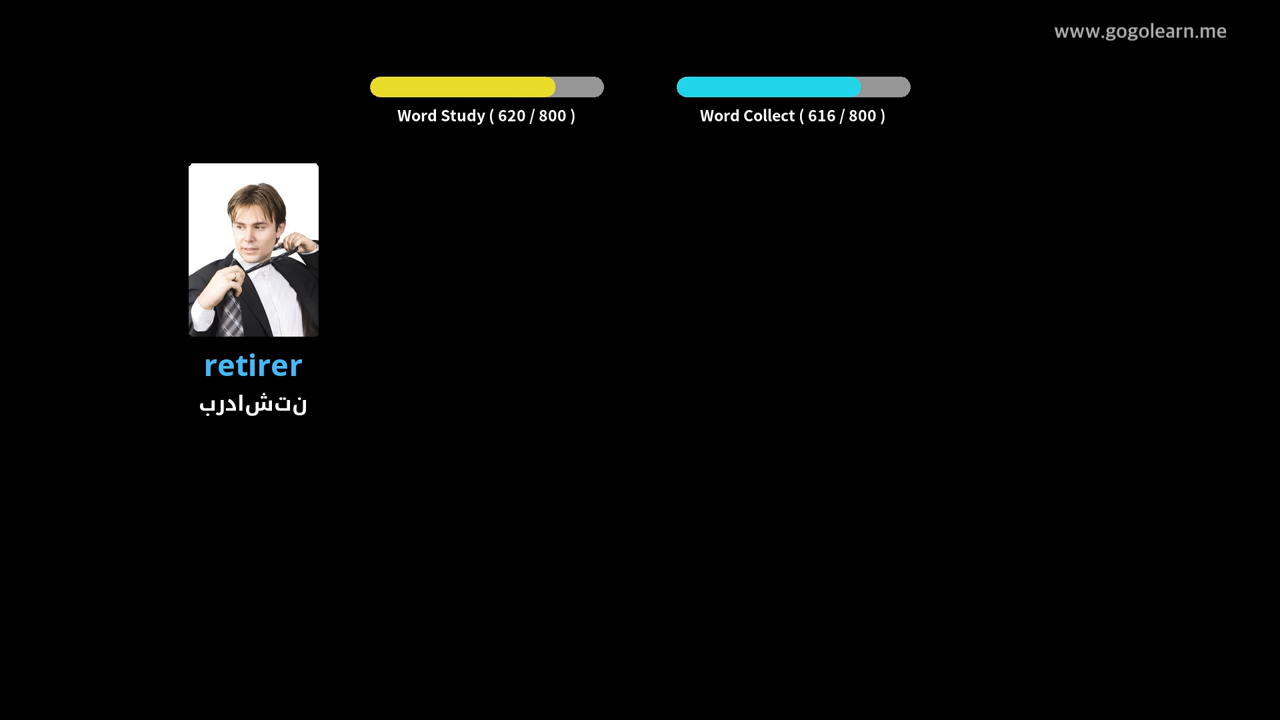 www.gogolearn.me
Word Study ( 620 / 800 )
Word Collect ( 616 / 800 )
retirer
برداشتن